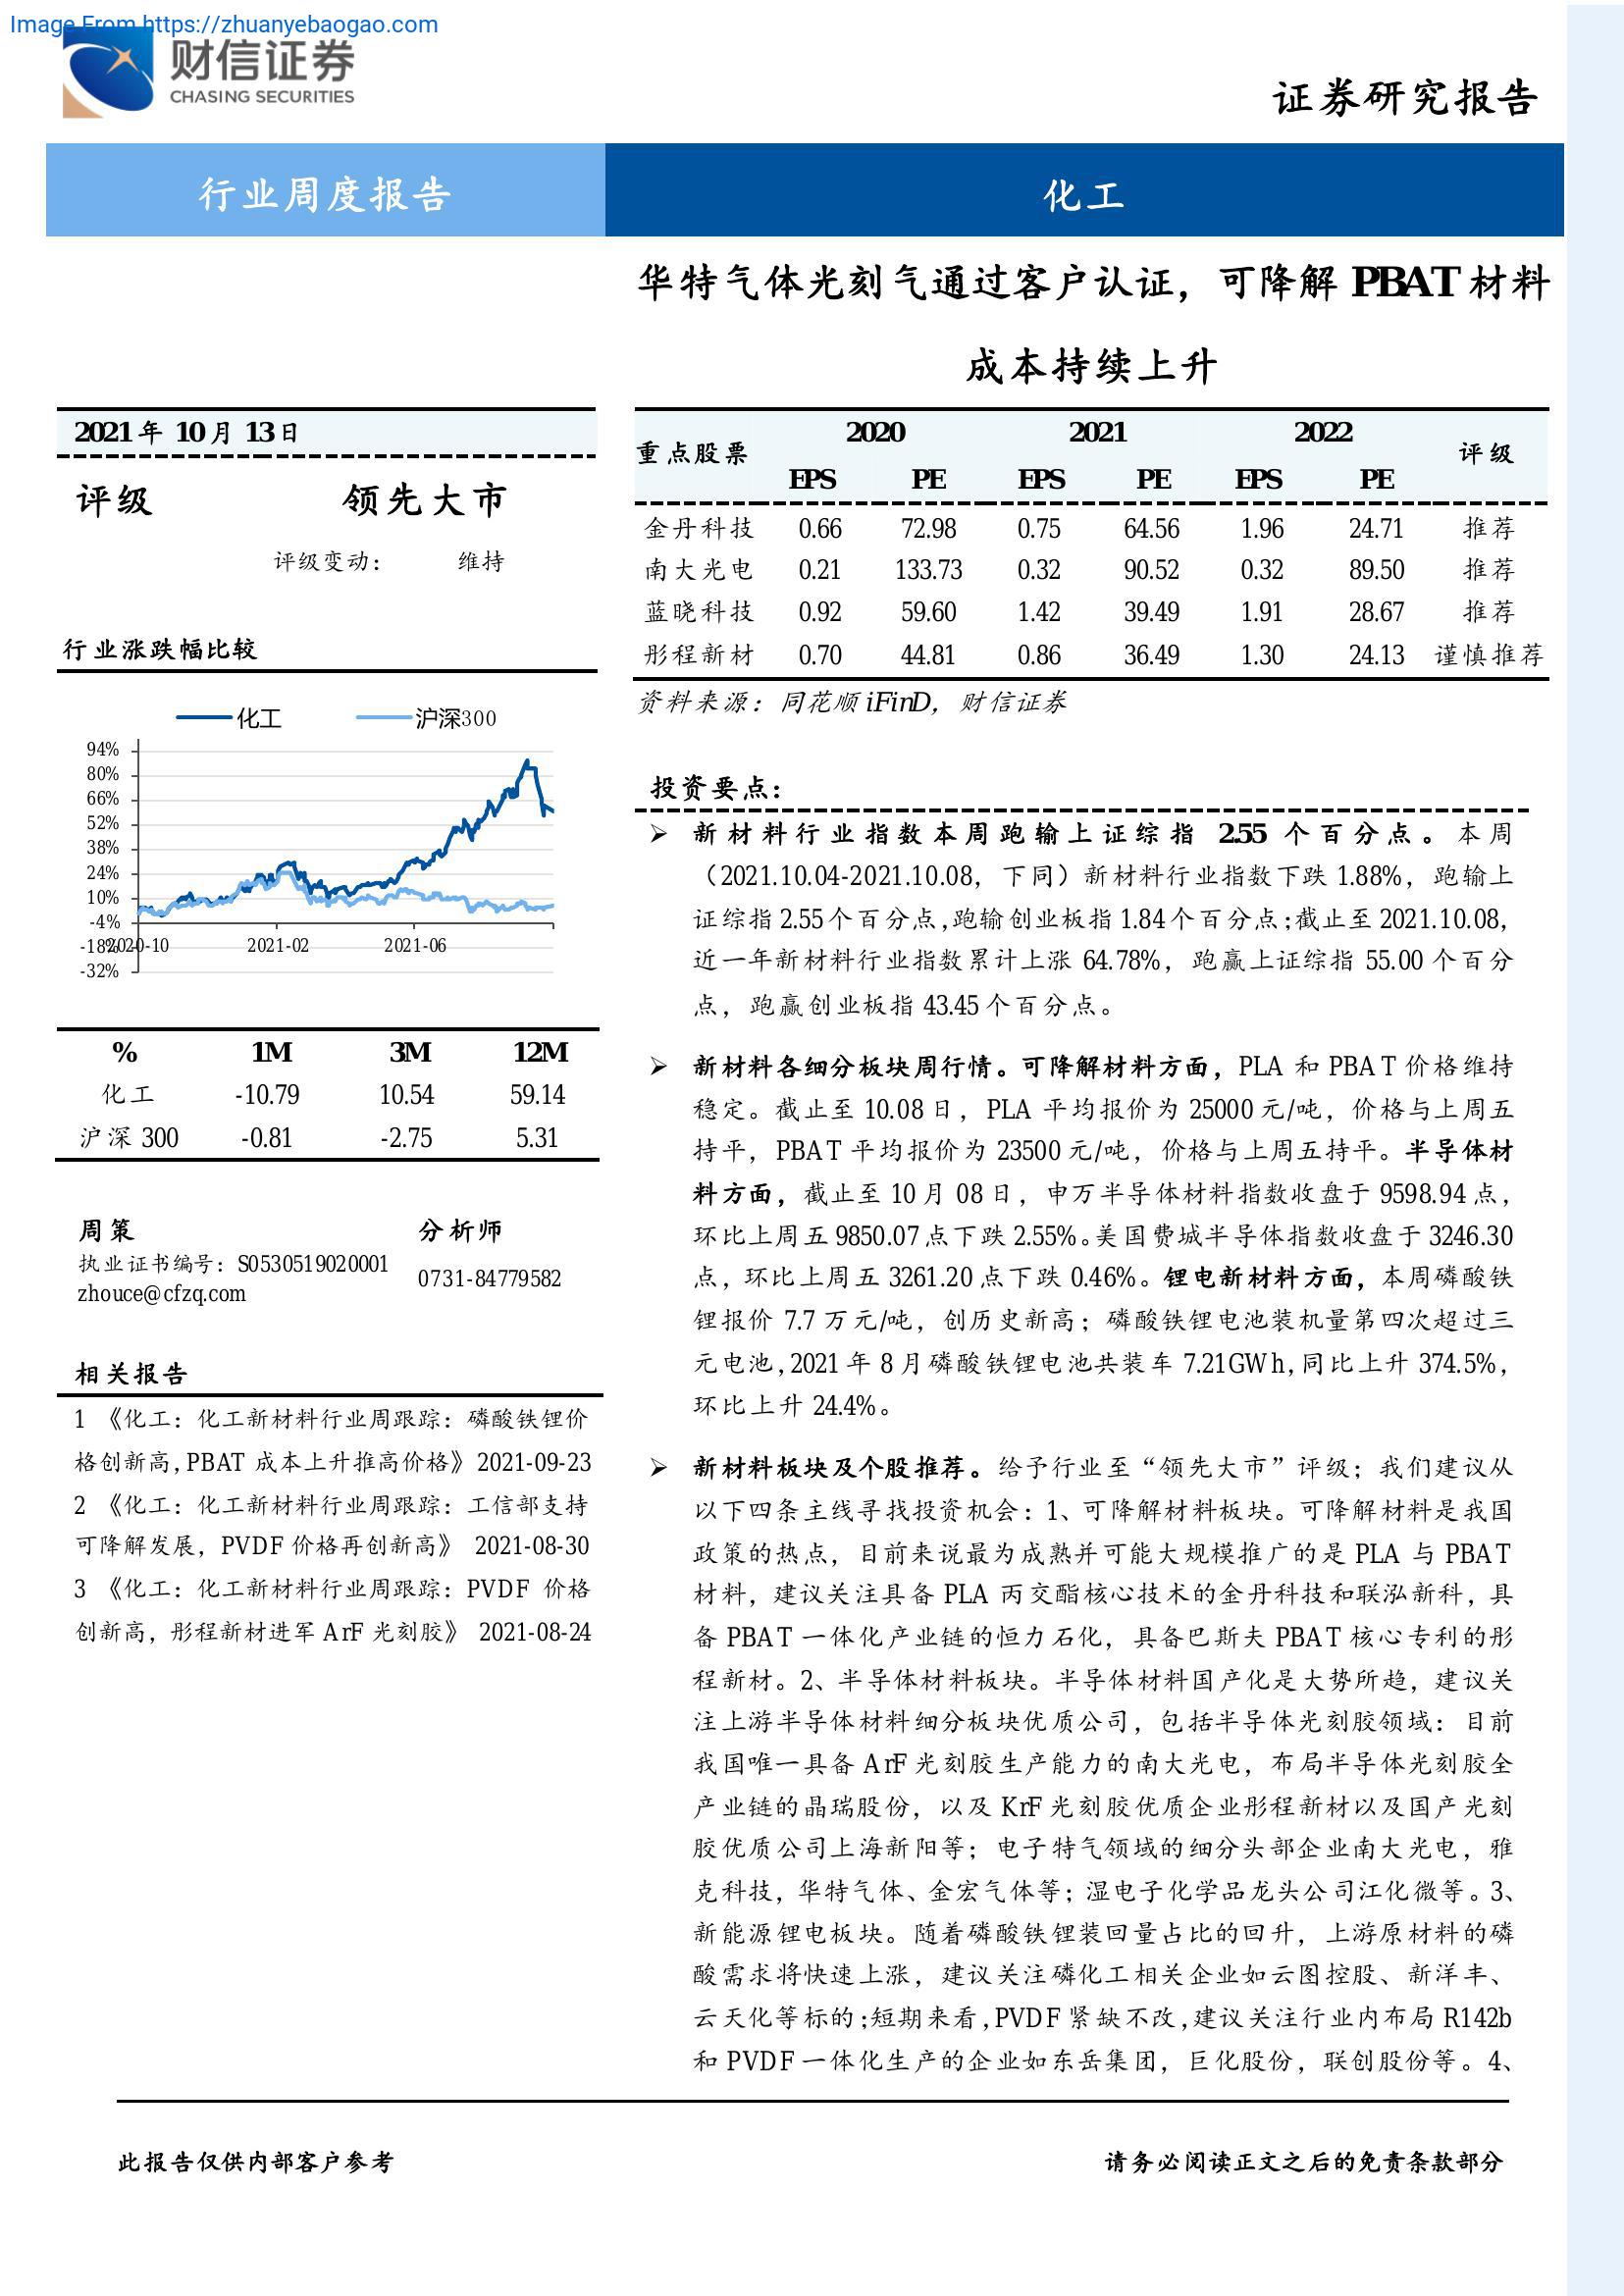 Image From https://zhuanyebaogao.com
财信证券
CHASING SECURITIES
证券研究报告
行业周度报告
化工
华特气体光刻气通过客户认证，可降解 PBAT 材料
成本持续上升
2021 年 10 月 13 日
评级 领先大市
评级变动： 维持
行业涨跌幅比较
化工 沪深300
94%
80%
66%
52%
38%
24%
10%
-4%
-18%
-32%
2020-10 2021-02 2021-06
% 1M 3M 12M
化工 -10.79 10.54 59.14
沪深 300 -0.81 -2.75 5.31
周策 分析师
执业证书编号：S0530519020001
zhouce@cfzq.com 0731-84779582
相关报告
1 《化工：化工新材料行业周跟踪：磷酸铁锂价
格创新高，PBAT 成本上升推高价格》 2021-09-23
2 《化工：化工新材料行业周跟踪：工信部支持
可降解发展，PVDF 价格再创新高》 2021-08-30
3 《化工：化工新材料行业周跟踪：PVDF 价格
创新高，彤程新材进军 ArF 光刻胶》 2021-08-24
重点股票 2020 2021 2022 评级
EPS PE EPS PE EPS PE
金丹科技 0.66 72.98 0.75 64.56 1.96 24.71 推荐
南大光电 0.21 133.73 0.32 90.52 0.32 89.50 推荐
蓝晓科技 0.92 59.60 1.42 39.49 1.91 28.67 推荐
彤程新材 0.70 44.81 0.86 36.49 1.30 24.13 谨慎推荐
资料来源：同花顺 iFinD，财信证券
投资要点：
➢ 新材料行业指数本周跑输上证综指 2.55 个百分点。本周
（2021.10.04-2021.10.08，下同）新材料行业指数下跌 1.88%，跑输上
证综指 2.55 个百分点，跑输创业板指 1.84 个百分点；截止至 2021.10.08，
近一年新材料行业指数累计上涨 64.78%，跑赢上证综指 55.00 个百分
点，跑赢创业板指 43.45 个百分点。
➢ 新材料各细分板块周行情。可降解材料方面，PLA 和 PBAT 价格维持
稳定。截止至 10.08 日，PLA 平均报价为 25000 元/吨，价格与上周五
持平，PBAT 平均报价为 23500 元/吨，价格与上周五持平。半导体材
料方面，截止至 10 月 08 日，申万半导体材料指数收盘于 9598.94 点，
环比上周五 9850.07 点下跌 2.55%。美国费城半导体指数收盘于 3246.30
点，环比上周五 3261.20 点下跌 0.46%。锂电新材料方面，本周磷酸铁
锂报价 7.7 万元/吨，创历史新高；磷酸铁锂电池装机量第四次超过三
元电池，2021 年 8 月磷酸铁锂电池共装车 7.21GWh，同比上升 374.5%，
环比上升 24.4%。
➢ 新材料板块及个股推荐。给予行业至“领先大市”评级；我们建议从
以下四条主线寻找投资机会：1、可降解材料板块。可降解材料是我国
政策的热点，目前来说最为成熟并可能大规模推广的是 PLA 与 PBAT
材料，建议关注具备 PLA 丙交酯核心技术的金丹科技和联泓新科，具
备 PBAT 一体化产业链的恒力石化，具备巴斯夫 PBAT 核心专利的彤
程新材。2、半导体材料板块。半导体材料国产化是大势所趋，建议关
注上游半导体材料细分板块优质公司，包括半导体光刻胶领域：目前
我国唯一具备 ArF 光刻胶生产能力的南大光电，布局半导体光刻胶全
产业链的晶瑞股份，以及 KrF 光刻胶优质企业彤程新材以及国产光刻
胶优质公司上海新阳等；电子特气领域的细分头部企业南大光电，雅
克科技，华特气体、金宏气体等；湿电子化学品龙头公司江化微等。3、
新能源锂电板块。随着磷酸铁锂装回量占比的回升，上游原材料的磷
酸需求将快速上涨，建议关注磷化工相关企业如云图控股、新洋丰、
云天化等标的；短期来看，PVDF 紧缺不改，建议关注行业内布局 R142b
和 PVDF 一体化生产的企业如东岳集团，巨化股份，联创股份等。4、
此报告仅供内部客户参考
请务必阅读正文之后的免责条款部分